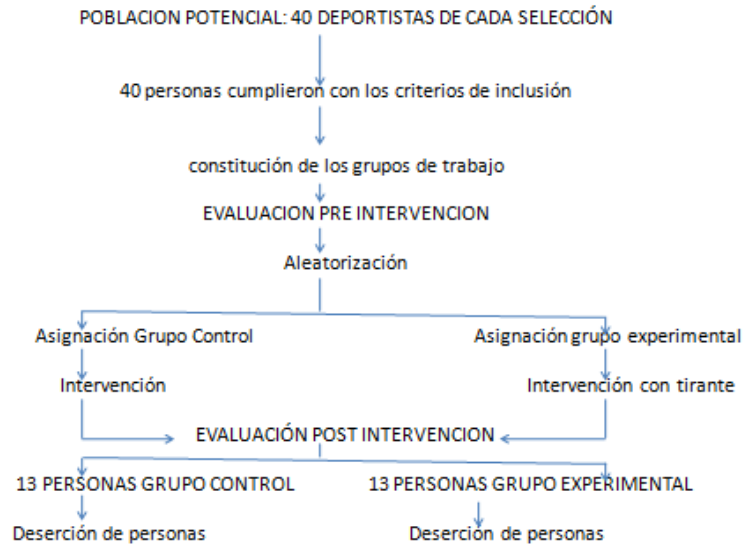 POBLACION POTENCIAL: 40 DEPORTISTAS DE CADA SELECCIÓN
40 personas cumplieron con los criterios de inclusión
constitución de los grupos de trabajo
EVALUACION PRE INTERVENCION
Aleatorización
Asignación Grupo Control
Asignación grupo experimental
Intervención
Intervención con tirante
EVALUACIÓN POST INTERVENCION
13 PERSONAS GRUPO CONTROL
13 PERSONAS GRUPO EXPERIMENTAL
Deserción de personas
Deserción de personas